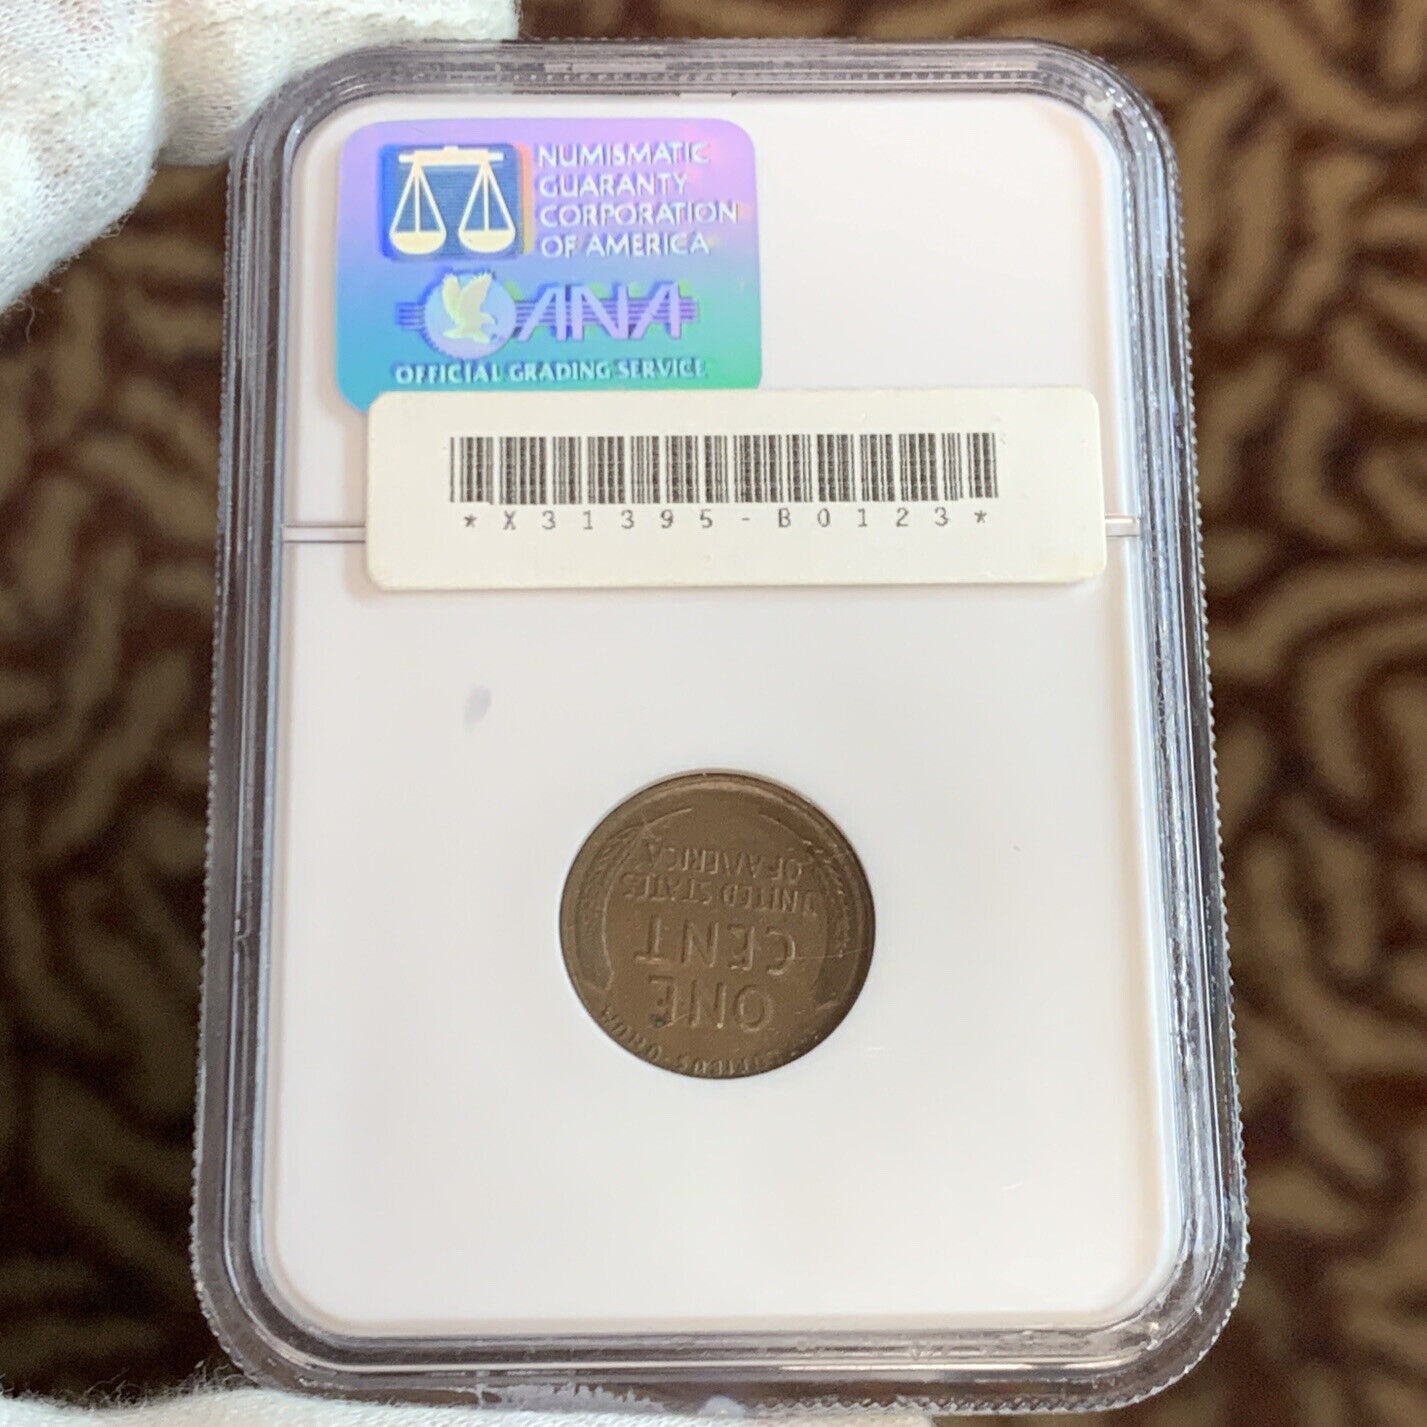 NUMISMATIC
GUARANTY
CORPORATION
OF AMERICA
ANA
OFFICIAL GRADING SERVICE
*X31395-B0123*
OF AMERICA
UNITED STATES
CENT
ONE